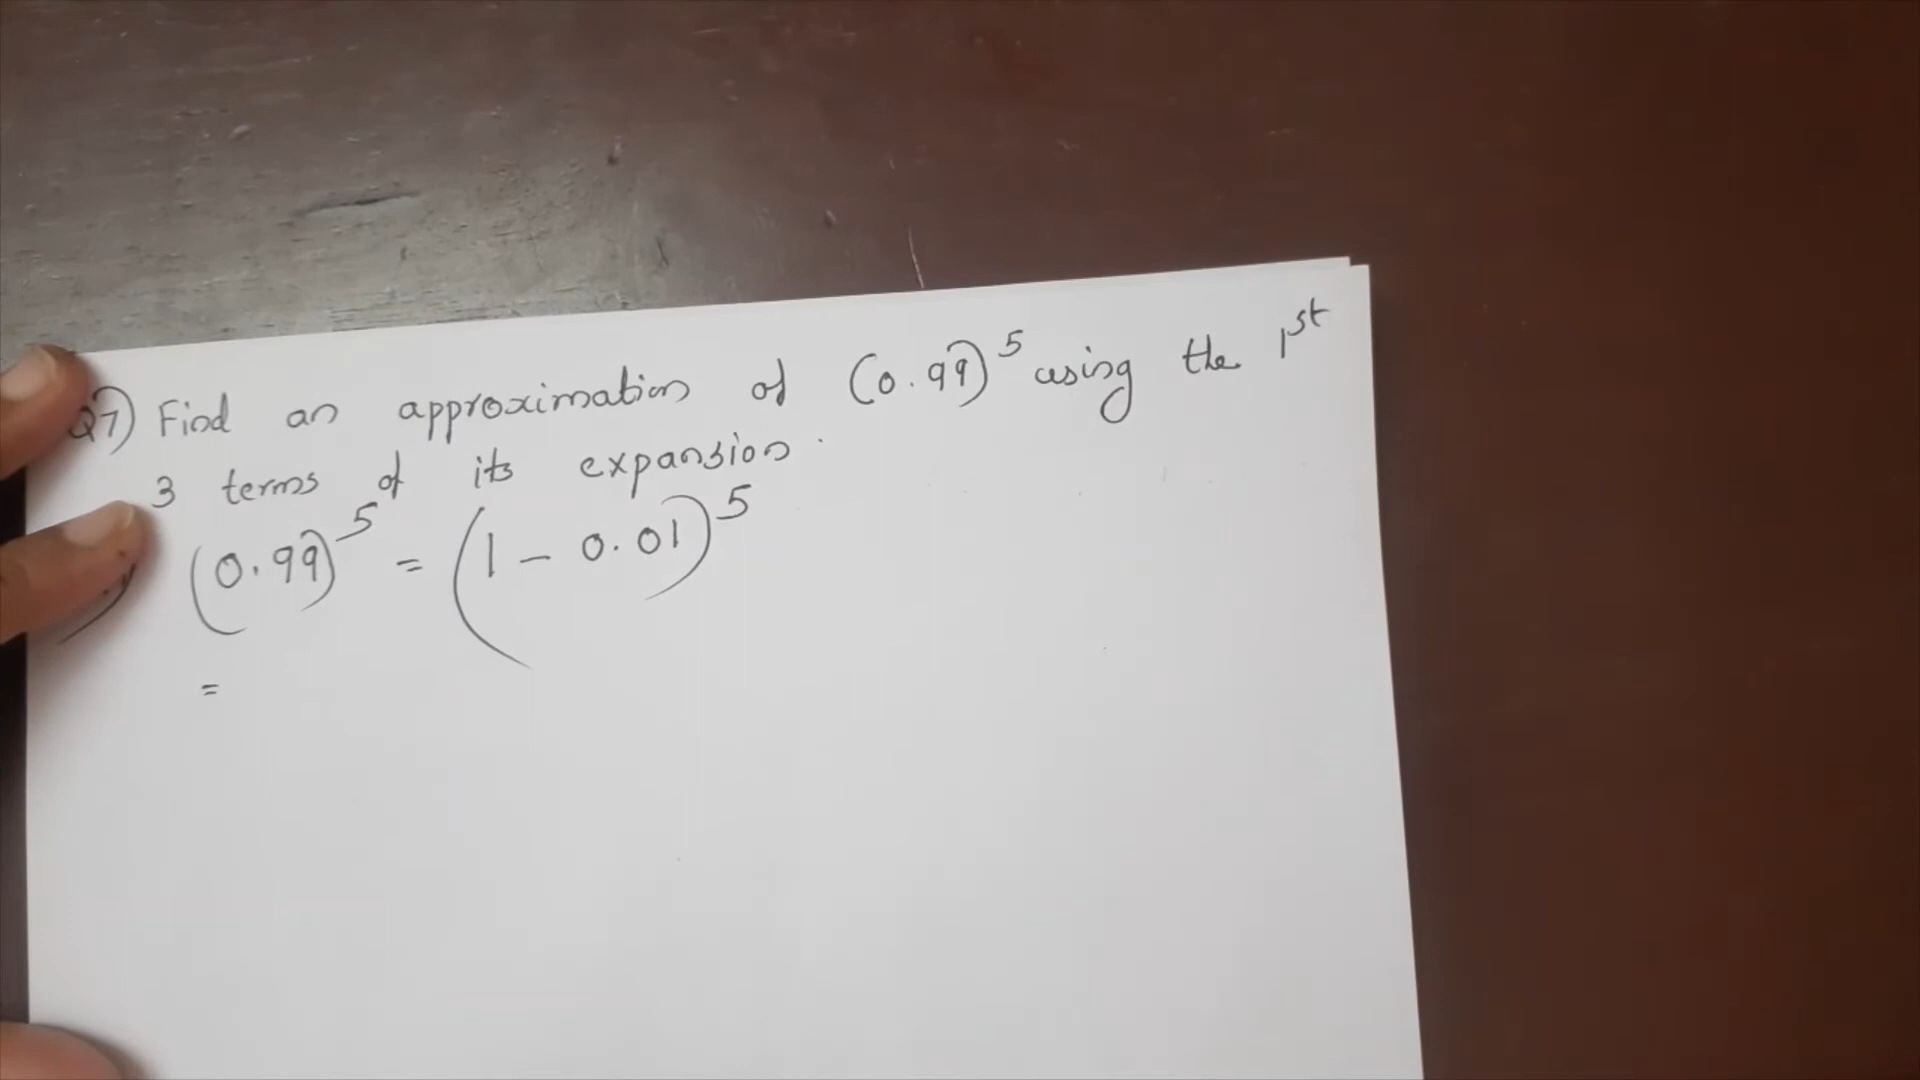 Q7) Find an approximation of (0.99)^5 using the 1st
3 terms of its expansion.
(0.99)^5 = (1 - 0.01)^5
=